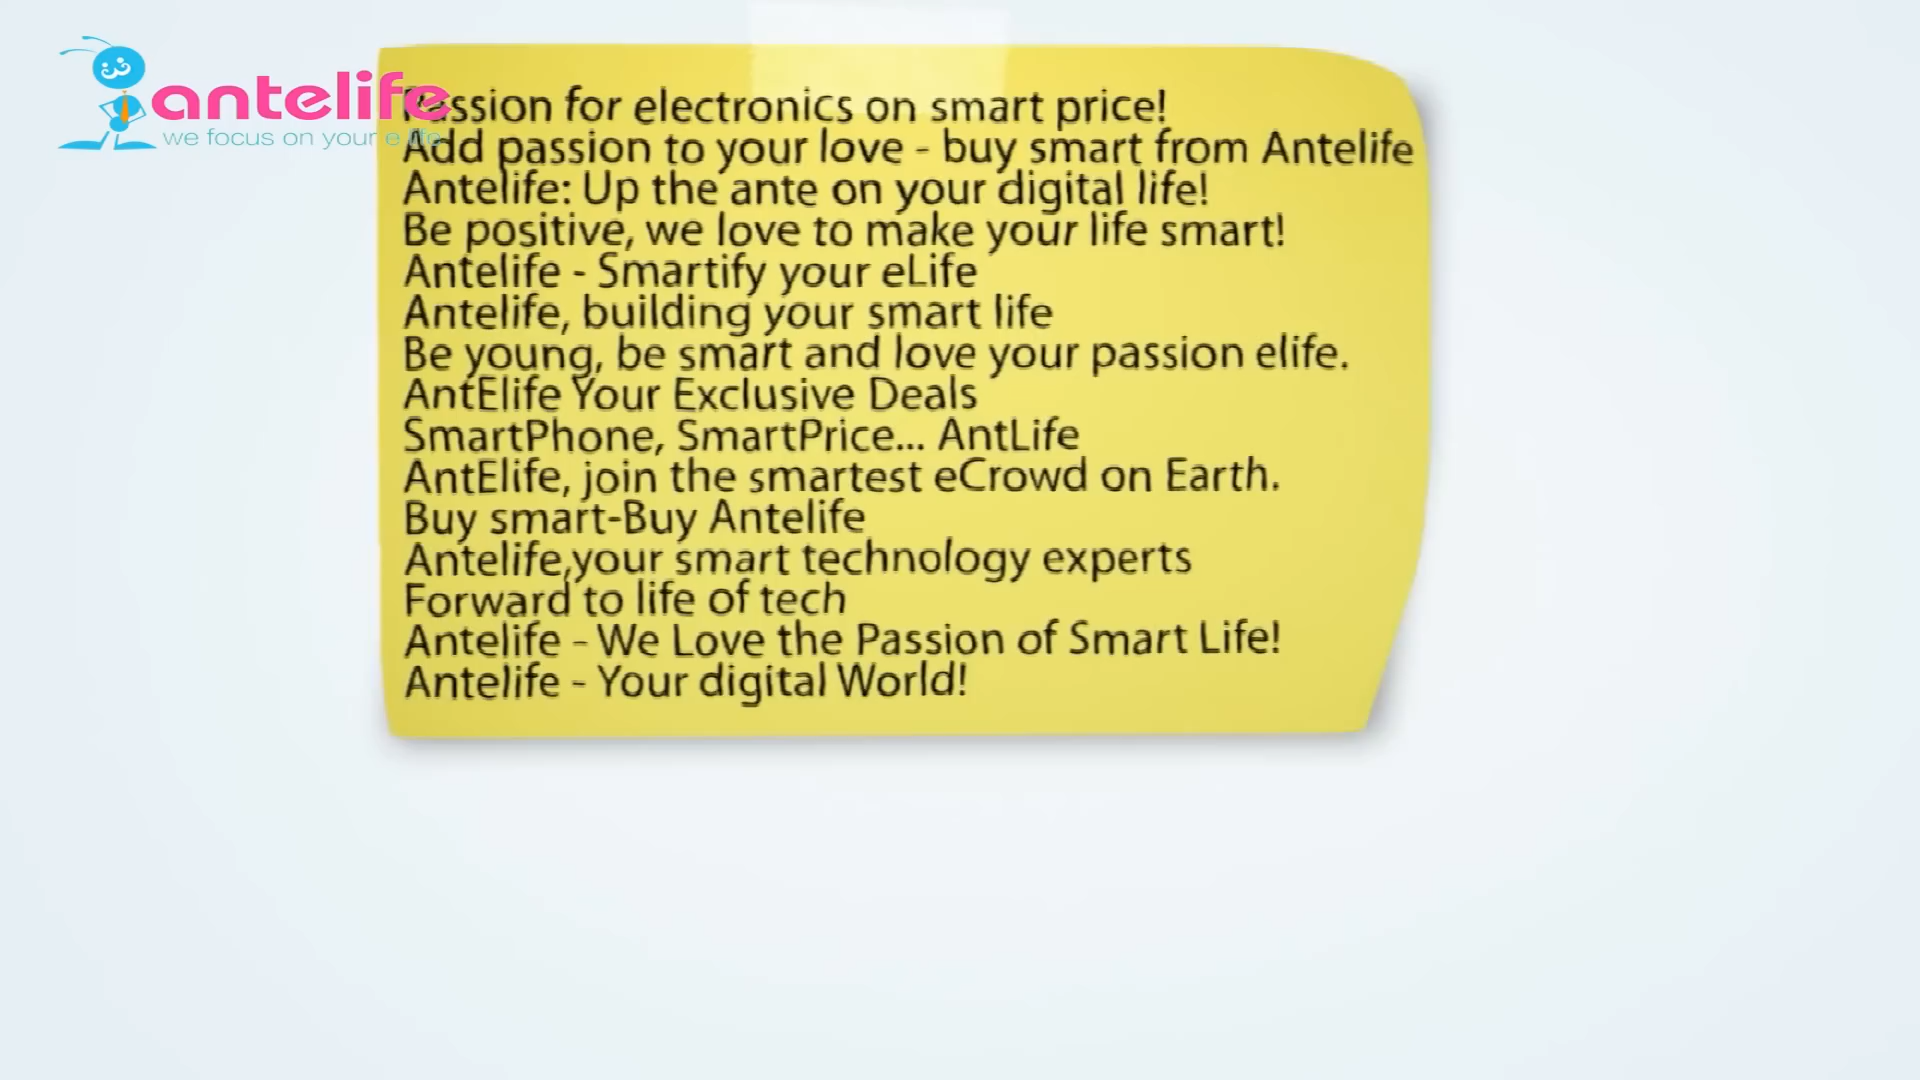 antelife
we focus on your e life
Passion for electronics on smart price!
Add passion to your love - buy smart from Antelife
Antelife: Up the ante on your digital life!
Be positive, we love to make your life smart!
Antelife - Smartify your eLife
Antelife, building your smart life
Be young, be smart and love your passion elife.
AntElife Your Exclusive Deals
SmartPhone, SmartPrice... AntLife
AntElife, join the smartest eCrowd on Earth.
Buy smart-Buy Antelife
Antelife,your smart technology experts
Forward to life of tech
Antelife - We Love the Passion of Smart Life!
Antelife - Your digital World!